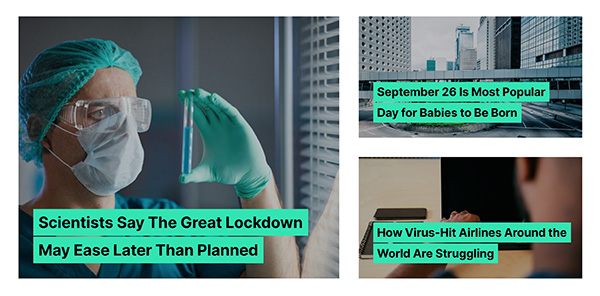 Scientists Say The Great Lockdown
May Ease Later Than Planned
September 26 Is Most Popular
Day for Babies to Be Born
How Virus-Hit Airlines Around the
World Are Struggling